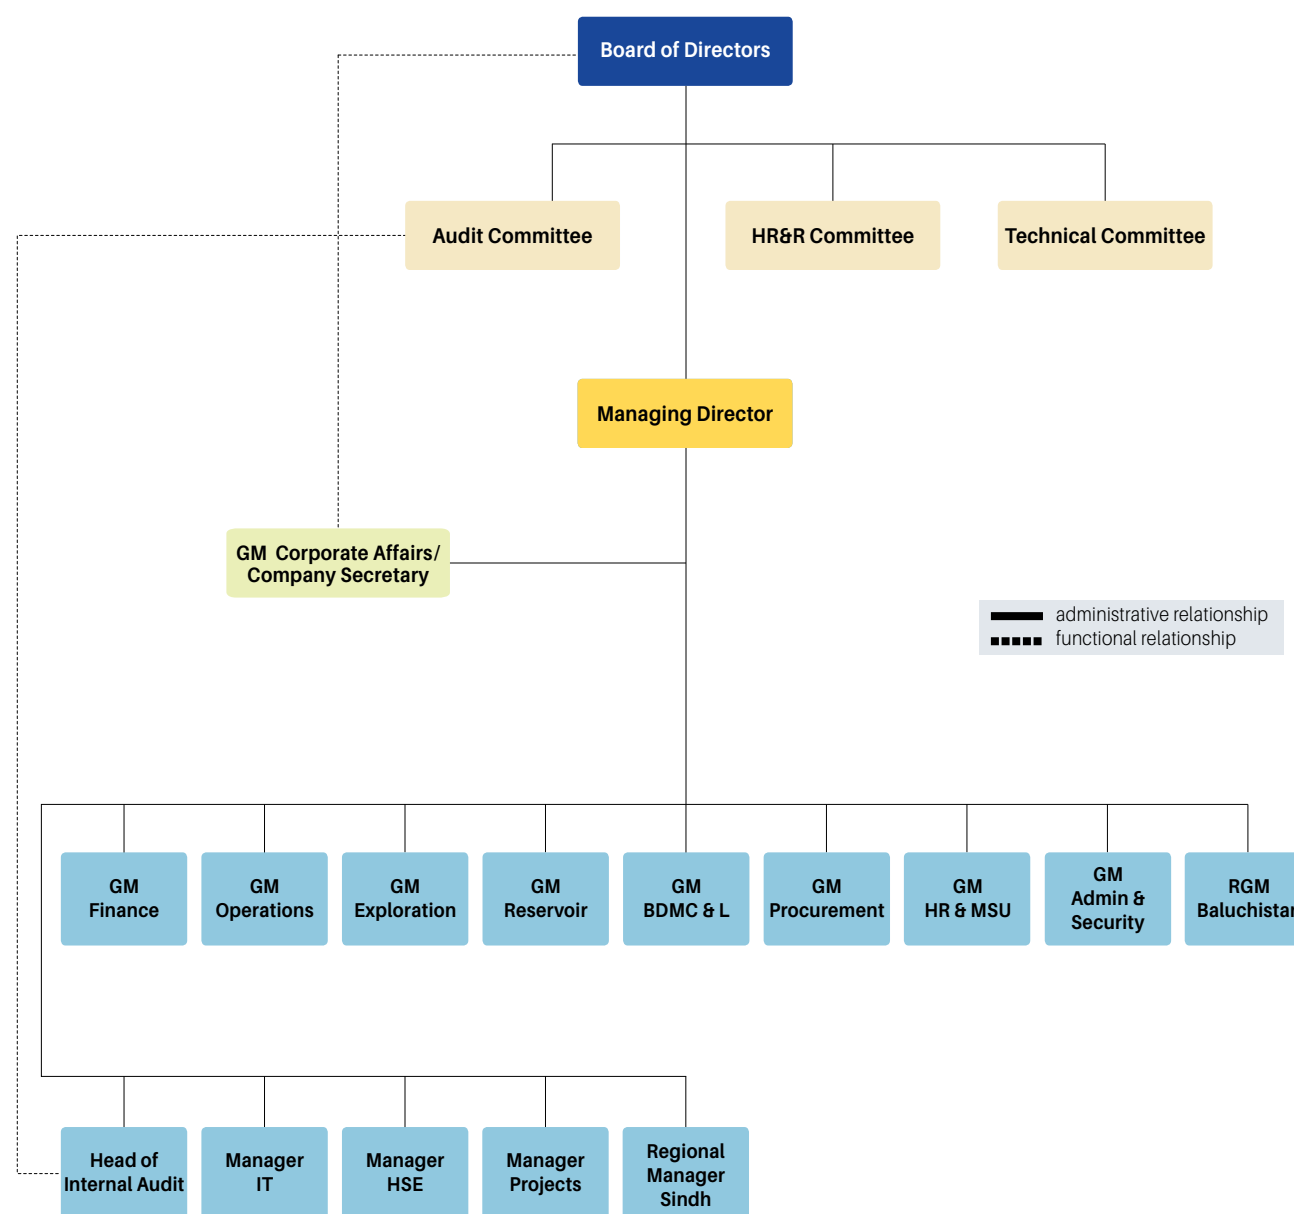 Board of Directors
Audit Committee
HR&R Committee
Technical Committee
Managing Director
GM Corporate Affairs/
Company Secretary
administrative relationship
functional relationship
GM
Finance
GM
Operations
GM
Exploration
GM
Reservoir
GM
BDMC & L
GM
Procurement
GM
HR & MSU
GM
Admin &
Security
RGM
Baluchistan
Head of
Internal Audit
Manager
IT
Manager
HSE
Manager
Projects
Regional
Manager
Sindh